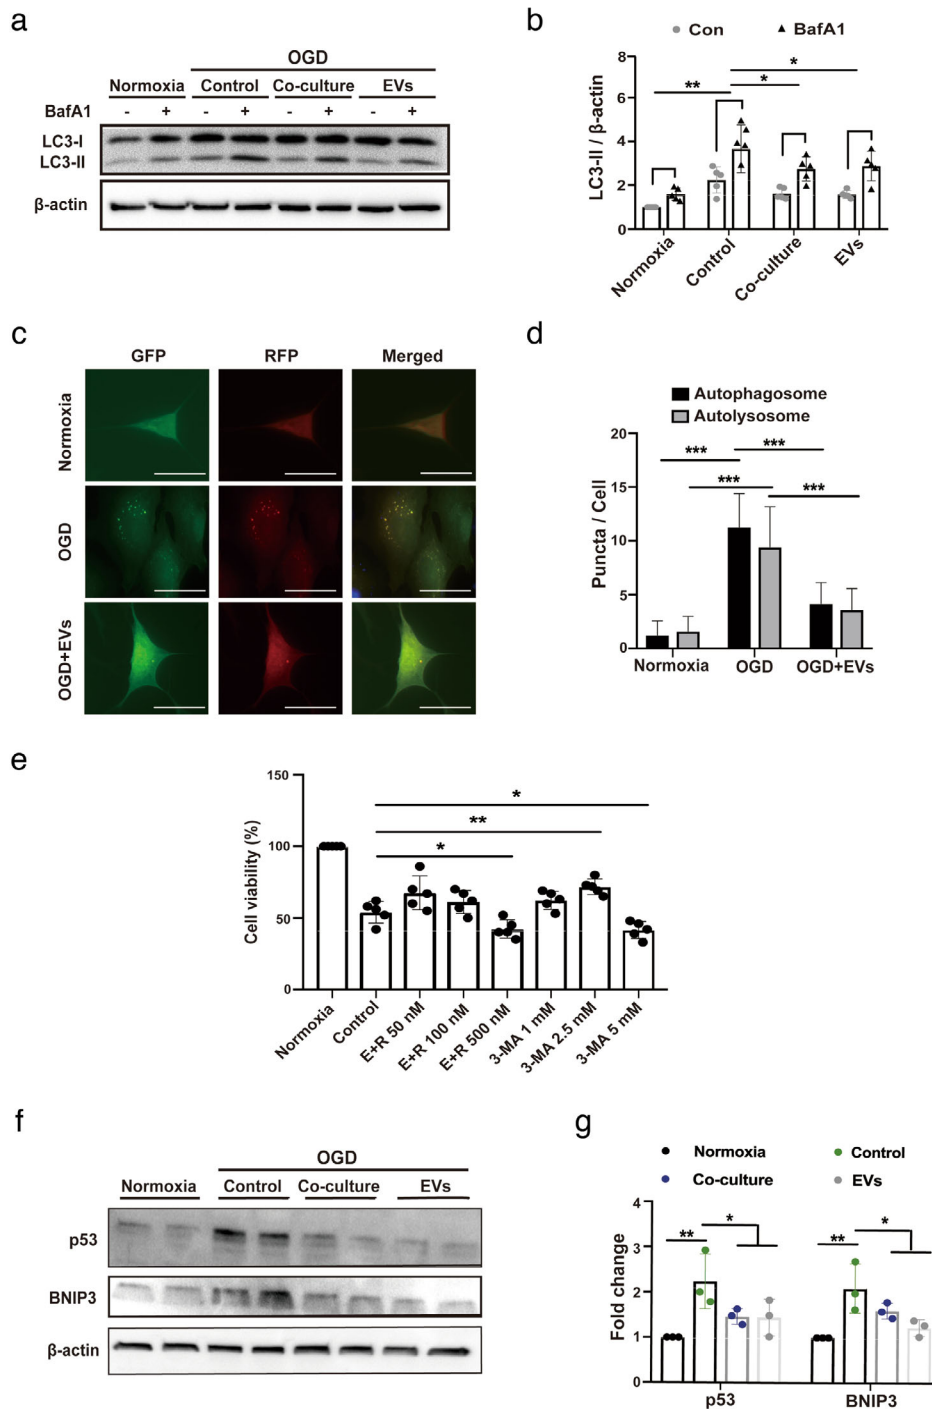 a
OGD
Normoxia Control Co-culture EVs
BafA1 - + - + - + - +
LC3-I
LC3-II
β-actin
b
Con BafA1
LC3-II / β-actin
8
6
4
2
0
** * *
Normoxia Control Co-culture EVs
c
GFP RFP Merged
Normoxia
OGD
OGD+EVs
d
Autophagosome
Autolysosome
Puncta / Cell
20
15
10
5
0
*** ***
*** ***
Normoxia OGD OGD+EVs
e
Cell viability (%)
150
100
50
0
*
**
*
Normoxia Control E+R 50 nM E+R 100 nM E+R 500 nM 3-MA 1 mM 3-MA 2.5 mM 3-MA 5 mM
f
OGD
Normoxia Control Co-culture EVs
p53
BNIP3
β-actin
g
Normoxia Control
Co-culture EVs
Fold change
4
3
2
1
0
** * ** *
p53 BNIP3